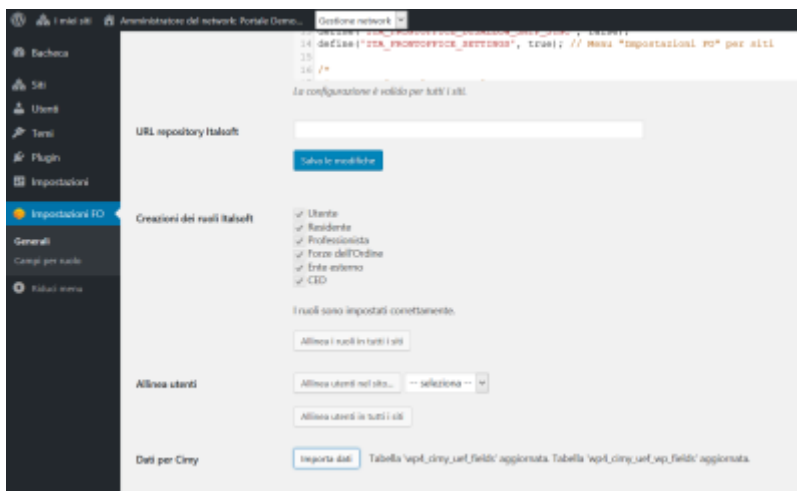 I miei siti Amministratore del network: Portale Demo... Gestione network
Bacheca
Siti
Utenti
Temi
Plugin
Impostazioni
Impostazioni FO
Generali
Campi per ruolo
Riduci menu
14 define('ITA_FRONTOFFICE_SETTINGS', true); // Menu "Impostazioni FO" per siti
15
16 /*
La configurazione è valida per tutti i siti.
URL repository Italsoft
Salva le modifiche
Creazioni dei ruoli Italsoft
Utente
Residente
Professionista
Forze dell'Ordine
Ente esterno
CEO
I ruoli sono impostati correttamente.
Allinea i ruoli in tutti i siti
Allinea utenti
Allinea utenti nel sito... -- seleziona --
Allinea utenti in tutti i siti
Dati per Cimy
Importa dati Tabella 'wp4_cimy_uef_fields' aggiornata. Tabella 'wp4_cimy_uef_wp_fields' aggiornata.